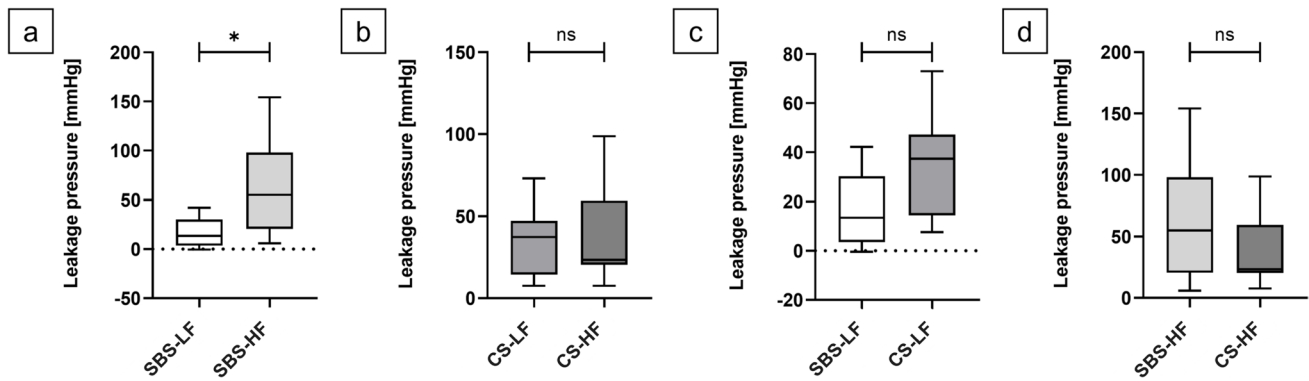 a
*
Leakage pressure [mmHg]
200
150
100
50
0
-50
SBS-LF
SBS-HF
b
ns
Leakage pressure [mmHg]
150
100
50
0
CS-LF
CS-HF
c
ns
Leakage pressure [mmHg]
80
60
40
20
0
-20
SBS-LF
CS-LF
d
ns
Leakage pressure [mmHg]
200
150
100
50
0
SBS-HF
CS-HF